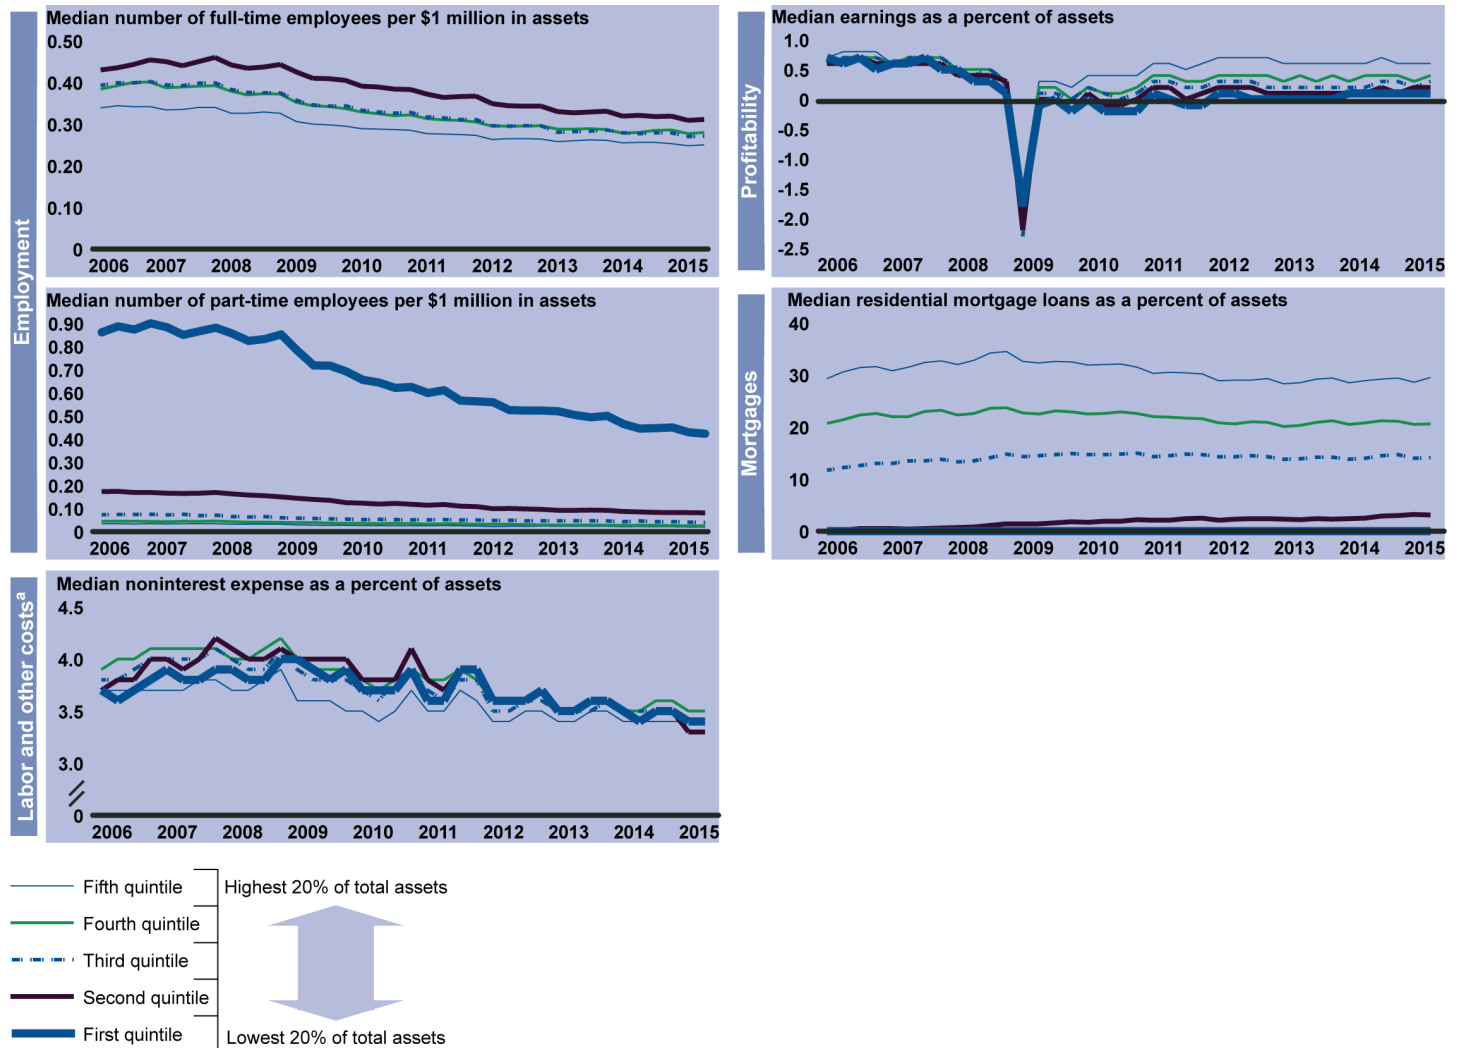 Employment
Median number of full-time employees per $1 million in assets
0.50
0.40
0.30
0.20
0.10
0
2006 2007 2008 2009 2010 2011 2012 2013 2014 2015
Median number of part-time employees per $1 million in assets
0.90
0.80
0.70
0.60
0.50
0.40
0.30
0.20
0.10
0
2006 2007 2008 2009 2010 2011 2012 2013 2014 2015
Labor and other costsa
Median noninterest expense as a percent of assets
4.5
4.0
3.5
3.0
0
2006 2007 2008 2009 2010 2011 2012 2013 2014 2015
Profitability
Median earnings as a percent of assets
1.0
0.5
0
-0.5
-1.0
-1.5
-2.0
-2.5
2006 2007 2008 2009 2010 2011 2012 2013 2014 2015
Mortgages
Median residential mortgage loans as a percent of assets
40
30
20
10
0
2006 2007 2008 2009 2010 2011 2012 2013 2014 2015
Fifth quintile Highest 20% of total assets
Fourth quintile
Third quintile
Second quintile
First quintile Lowest 20% of total assets